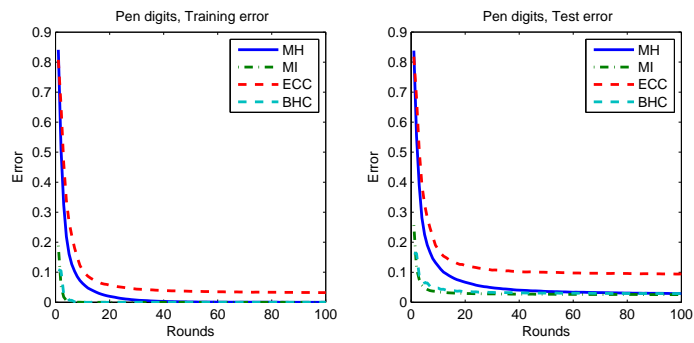 Pen digits, Training error
0.9
0.8
0.7
0.6
0.5
0.4
0.3
0.2
0.1
0
Error
0 20 40 60 80 100
Rounds
MH
MI
ECC
BHC
Pen digits, Test error
0.9
0.8
0.7
0.6
0.5
0.4
0.3
0.2
0.1
0
Error
0 20 40 60 80 100
Rounds
MH
MI
ECC
BHC